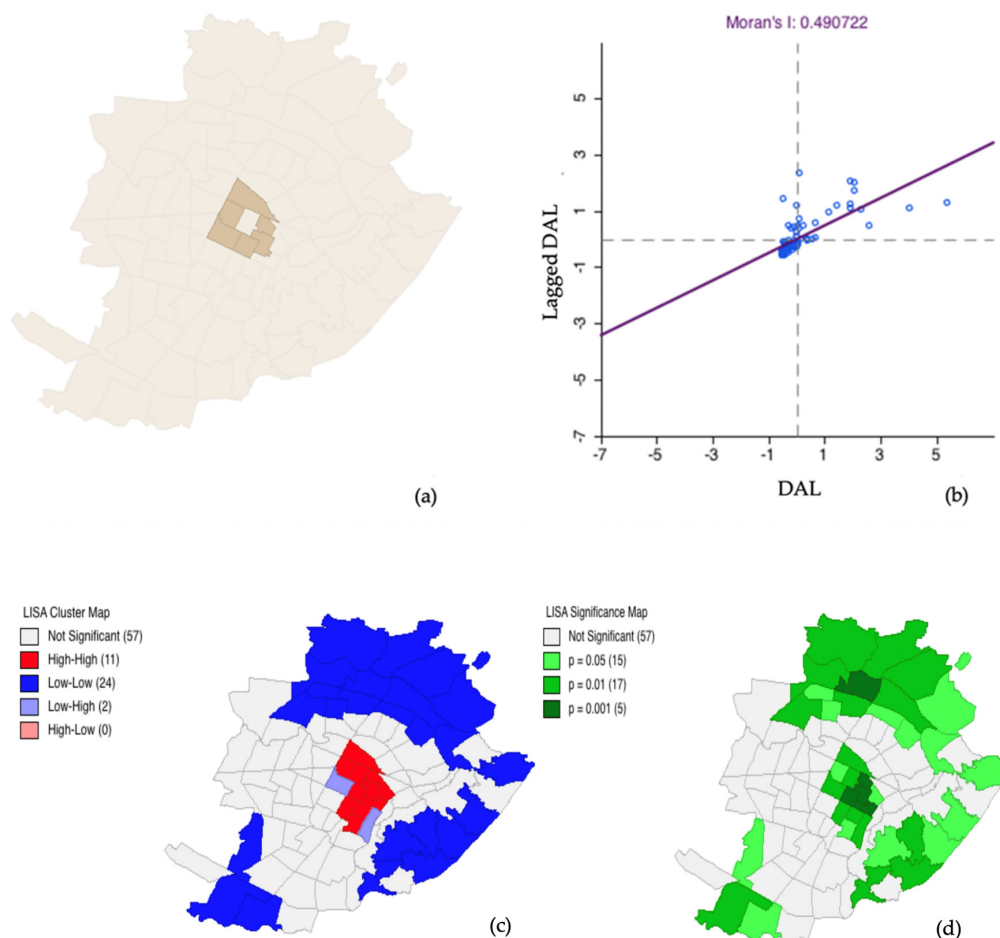 Moran's I: 0.490722
5
3
1
-1
-3
-5
-7
Lagged DAL
-7 -5 -3 -1 1 3 5
DAL
(a)
(b)
LISA Cluster Map
Not Significant (57)
High-High (11)
Low-Low (24)
Low-High (2)
High-Low (0)
(c)
LISA Significance Map
Not Significant (57)
p = 0.05 (15)
p = 0.01 (17)
p = 0.001 (5)
(d)